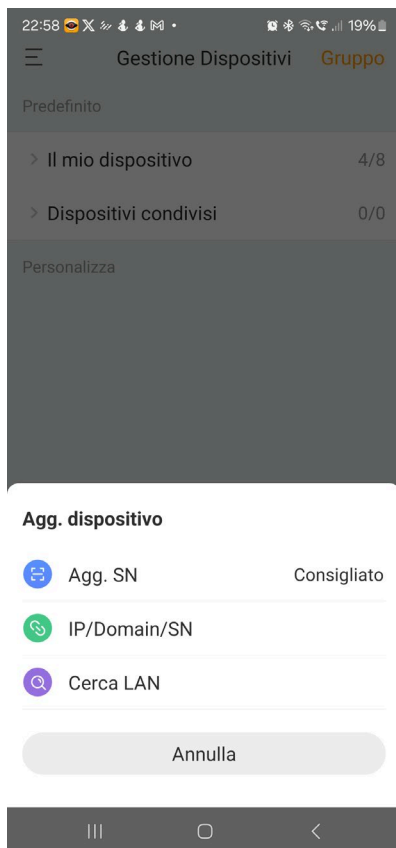 22:58 19%
Gestione Dispositivi Gruppo
Predefinito
Il mio dispositivo 4/8
Dispositivi condivisi 0/0
Personalizza
Agg. dispositivo
Agg. SN Consigliato
IP/Domain/SN
Cerca LAN
Annulla